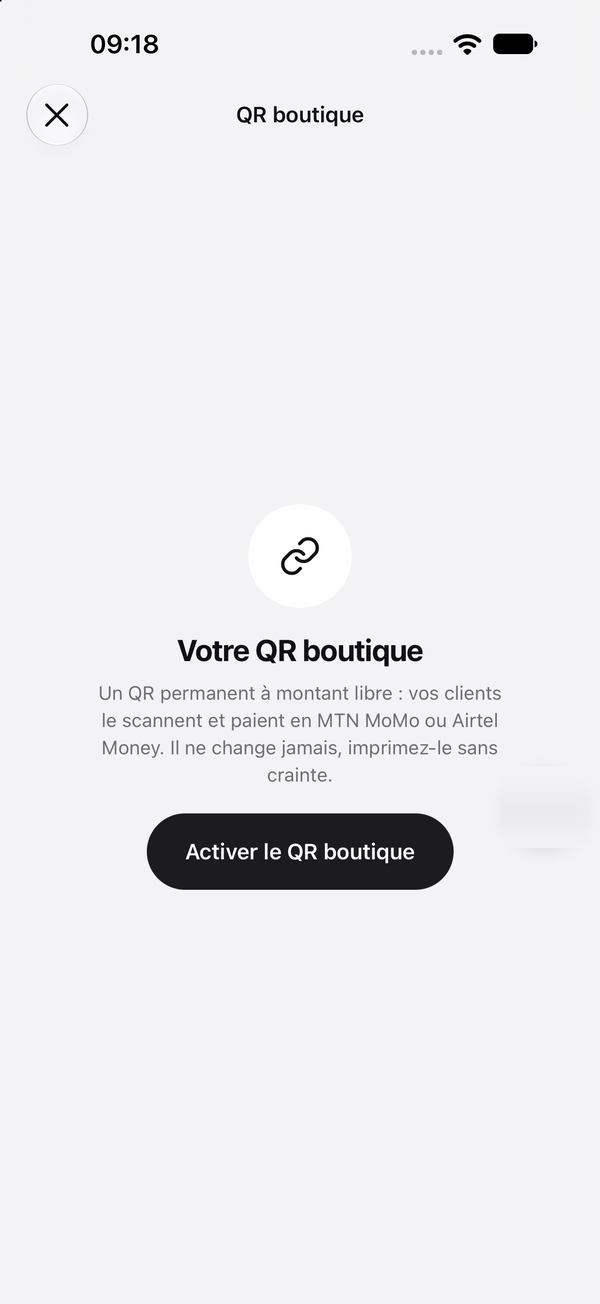 09:18
QR boutique
Votre QR boutique
Un QR permanent à montant libre : vos clients
le scannent et paient en MTN MoMo ou Airtel
Money. Il ne change jamais, imprimez-le sans
crainte.
Activer le QR boutique